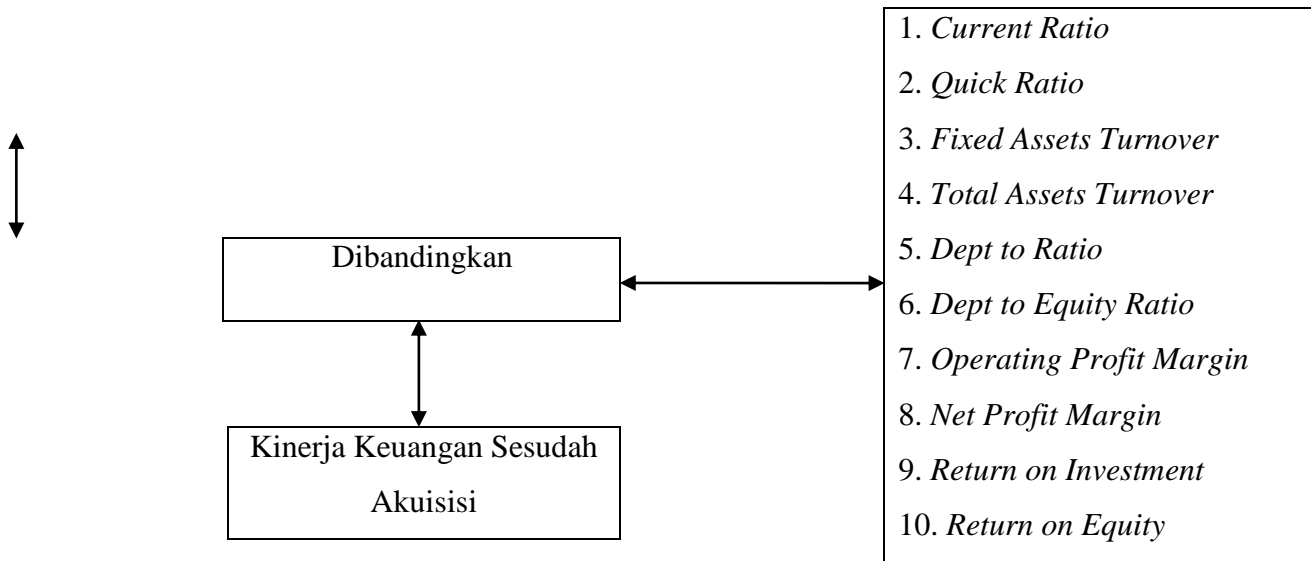 Dibandingkan
Kinerja Keuangan Sesudah
Akuisisi
1. Current Ratio
2. Quick Ratio
3. Fixed Assets Turnover
4. Total Assets Turnover
5. Dept to Ratio
6. Dept to Equity Ratio
7. Operating Profit Margin
8. Net Profit Margin
9. Return on Investment
10. Return on Equity